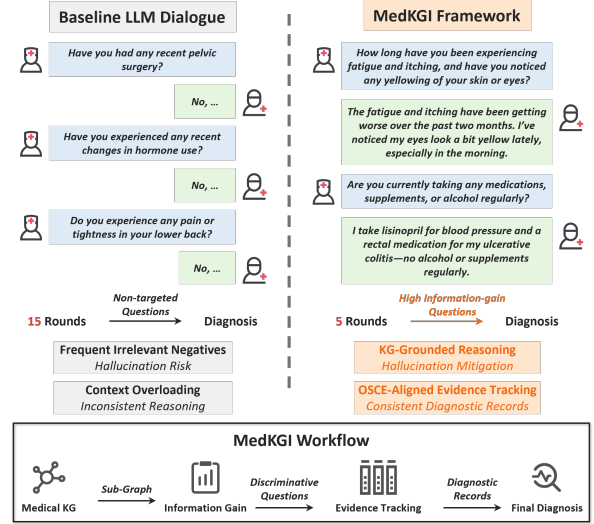 Baseline LLM Dialogue
Have you had any recent pelvic
surgery?
No, ...
Have you experienced any recent
changes in hormone use?
No, ...
Do you experience any pain or
tightness in your lower back?
No, ...
15 Rounds
Non-targeted
Questions
Diagnosis
Frequent Irrelevant Negatives
Hallucination Risk
Context Overloading
Inconsistent Reasoning
MedKGI Framework
How long have you been experiencing
fatigue and itching, and have you noticed
any yellowing of your skin or eyes?
The fatigue and itching have been getting
worse over the past two months. I've
noticed my eyes look a bit yellow lately,
especially in the morning.
Are you currently taking any medications,
supplements, or alcohol regularly?
I take lisinopril for blood pressure and a
rectal medication for my ulcerative
colitis—no alcohol or supplements
regularly.
5 Rounds
High Information-gain
Questions
Diagnosis
KG-Grounded Reasoning
Hallucination Mitigation
OSCE-Aligned Evidence Tracking
Consistent Diagnostic Records
MedKGI Workflow
Medical KG
Sub-Graph
Information Gain
Discriminative
Questions
Evidence Tracking
Diagnostic
Records
Final Diagnosis